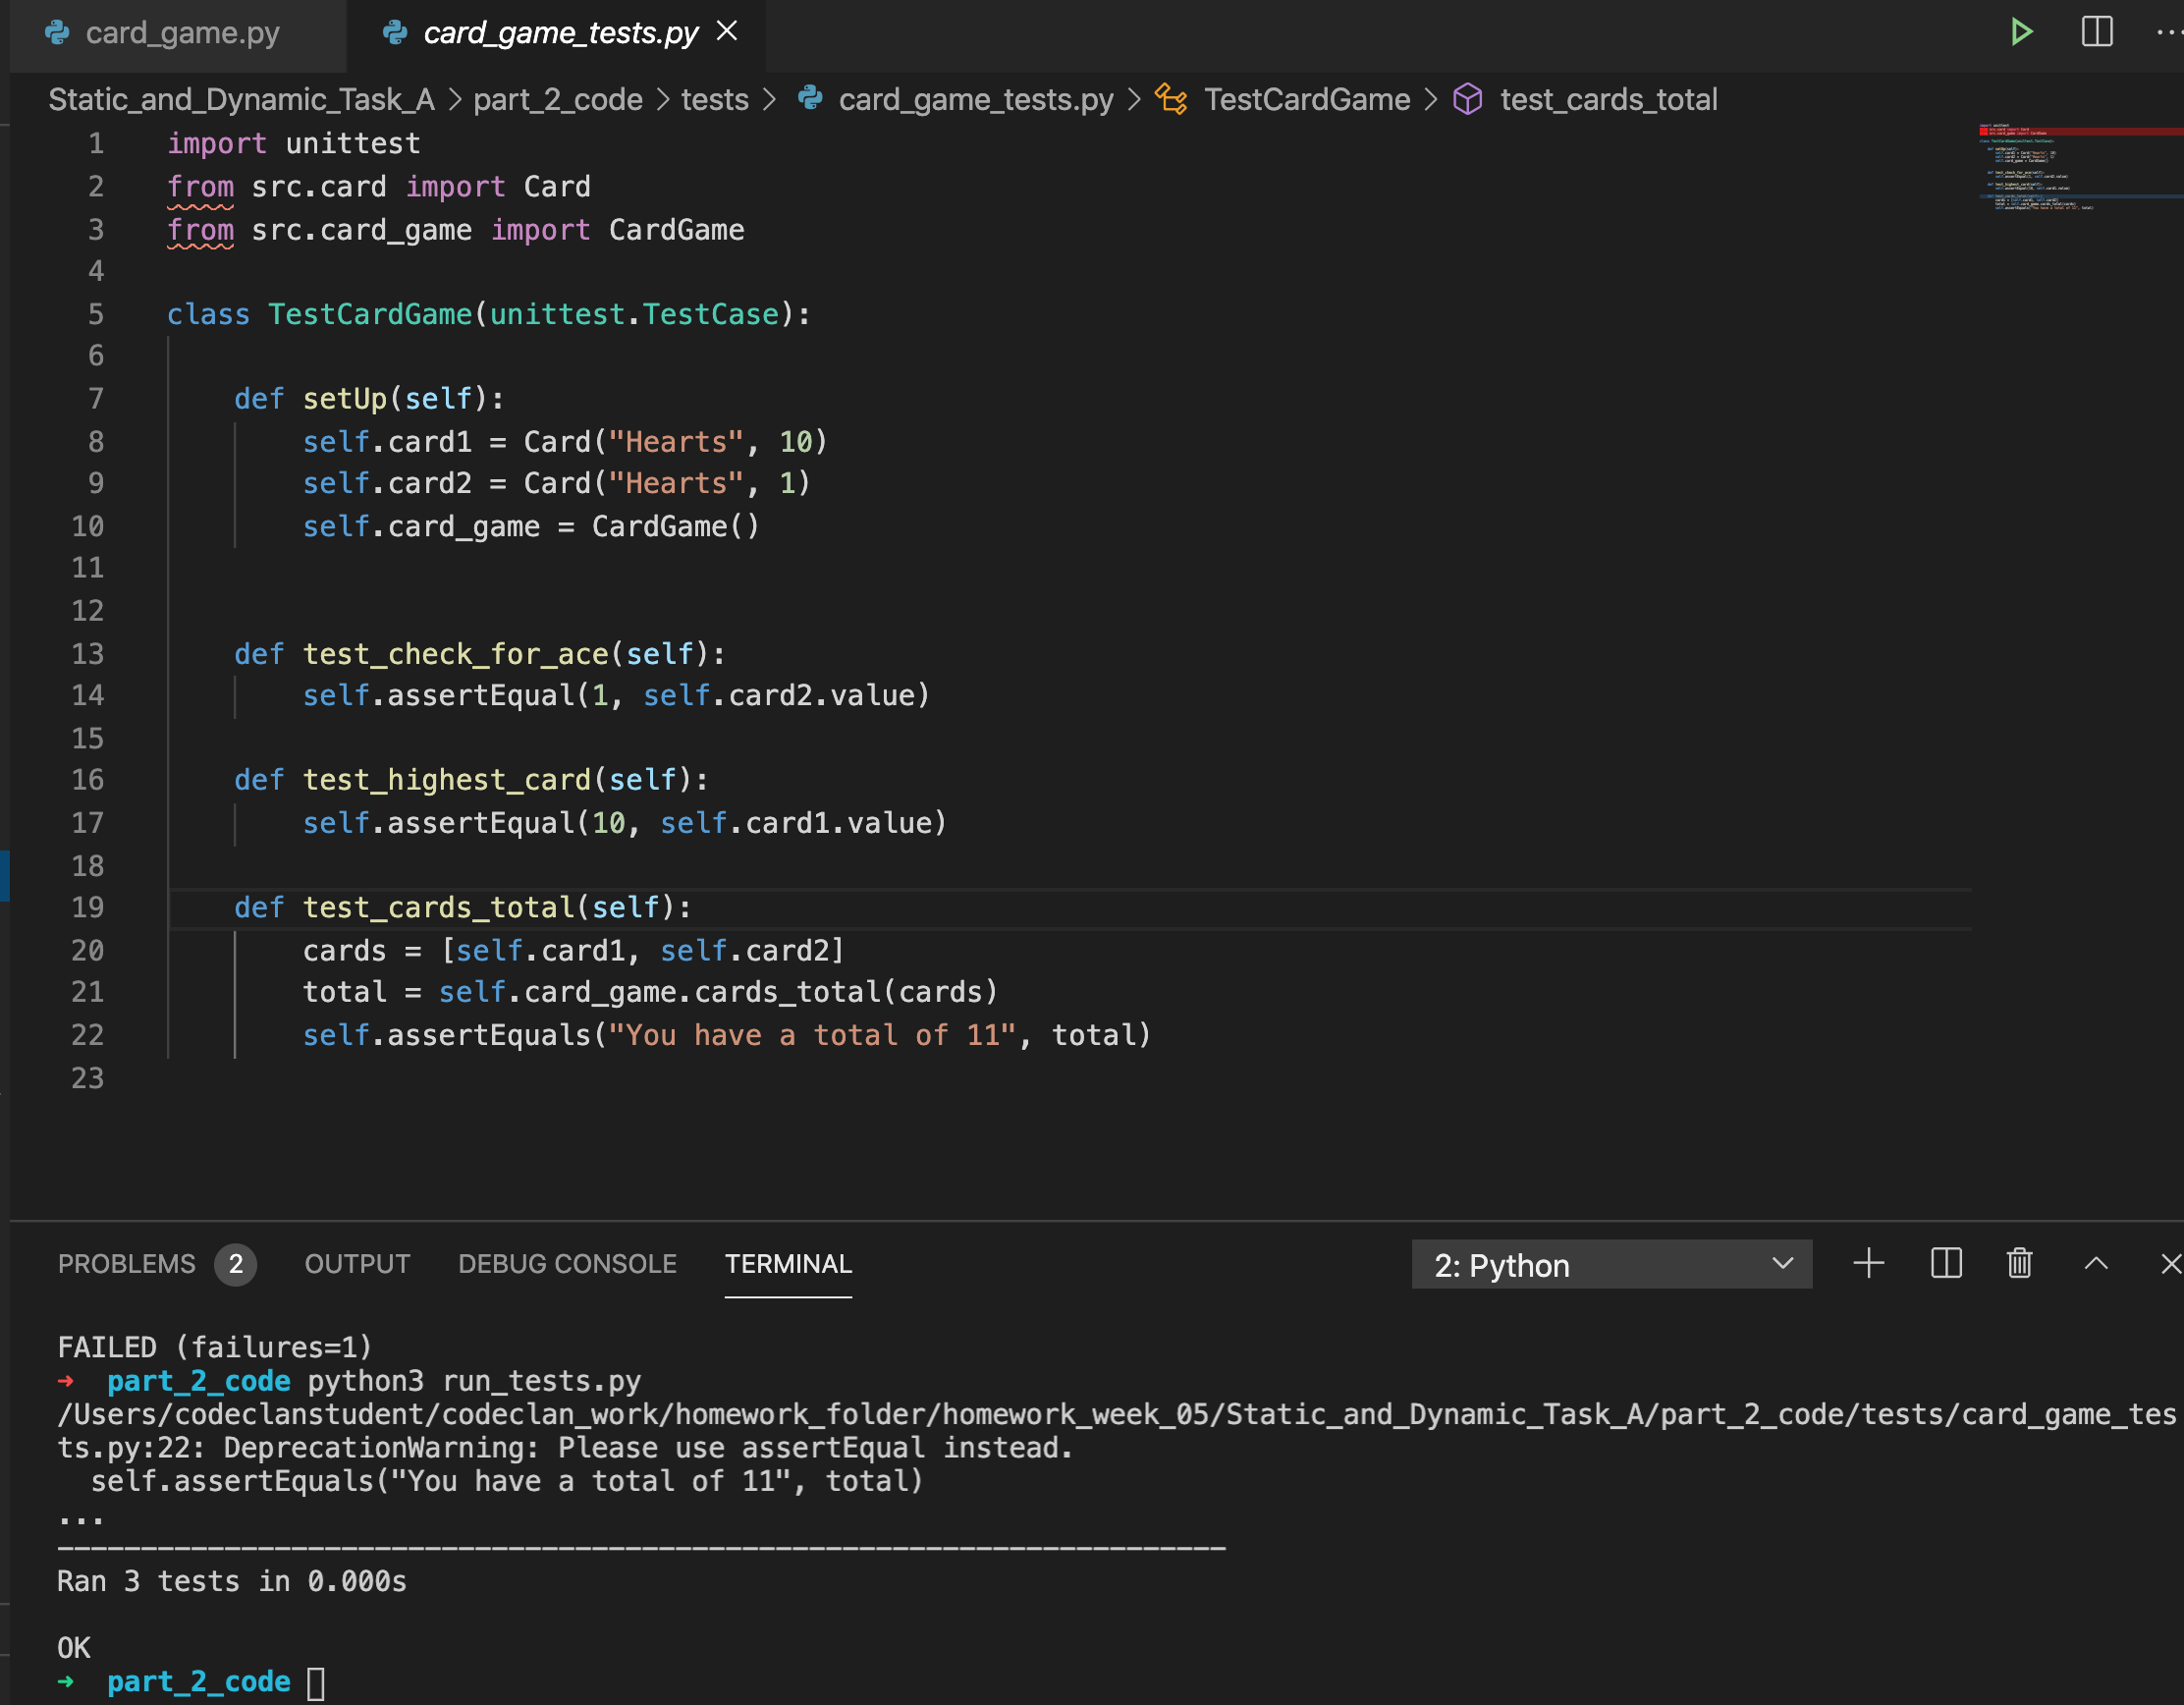 card_game.py card_game_tests.py
Static_and_Dynamic_Task_A > part_2_code > tests > card_game_tests.py > TestCardGame > test_cards_total
1 import unittest
2 from src.card import Card
3 from src.card_game import CardGame
4
5 class TestCardGame(unittest.TestCase):
6
7 def setUp(self):
8 self.card1 = Card("Hearts", 10)
9 self.card2 = Card("Hearts", 1)
10 self.card_game = CardGame()
11
12
13 def test_check_for_ace(self):
14 self.assertEqual(1, self.card2.value)
15
16 def test_highest_card(self):
17 self.assertEqual(10, self.card1.value)
18
19 def test_cards_total(self):
20 cards = [self.card1, self.card2]
21 total = self.card_game.cards_total(cards)
22 self.assertEquals("You have a total of 11", total)
23
PROBLEMS 2 OUTPUT DEBUG CONSOLE TERMINAL 2: Python
FAILED (failures=1)
➜ part_2_code python3 run_tests.py
/Users/codeclanstudent/codeclan_work/homework_folder/homework_week_05/Static_and_Dynamic_Task_A/part_2_code/tests/card_game_tes
ts.py:22: DeprecationWarning: Please use assertEqual instead.
self.assertEquals("You have a total of 11", total)
...
----------------------------------------------------------------------
Ran 3 tests in 0.000s
OK
➜ part_2_code